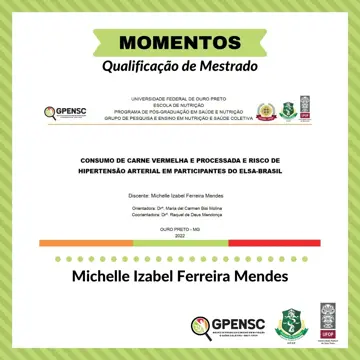 MOMENTOS
Qualificação de Mestrado
UNIVERSIDADE FEDERAL DE OURO PRETO
ESCOLA DE NUTRIÇÃO
PROGRAMA DE PÓS-GRADUAÇÃO EM SAÚDE E NUTRIÇÃO
GRUPO DE PESQUISA E ENSINO EM NUTRIÇÃO E SAÚDE COLETIVA
GPENSC
UFOP
CONSUMO DE CARNE VERMELHA E PROCESSADA E RISCO DE
HIPERTENSÃO ARTERIAL EM PARTICIPANTES DO ELSA-BRASIL
Discente: Michelle Izabel Ferreira Mendes
Orientadora: Drª. Maria del Carmen Bisi Molina
Coorientadora: Drª. Raquel de Deus Mendonça
OURO PRETO - MG
2022
Michelle Izabel Ferreira Mendes
GPENSC
UFOP